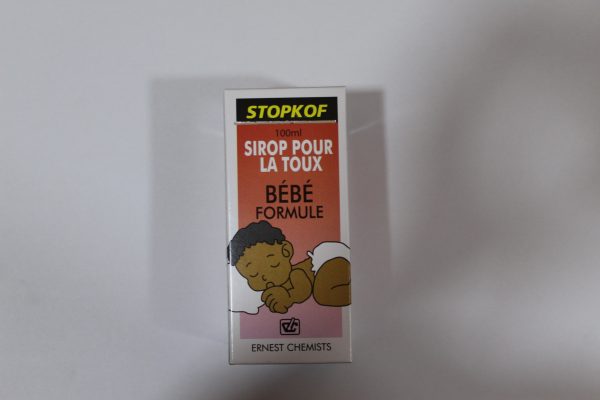 STOPKOF
100ml
SIROP POUR
LA TOUX
BÉBÉ
FORMULE
ERNEST CHEMISTS